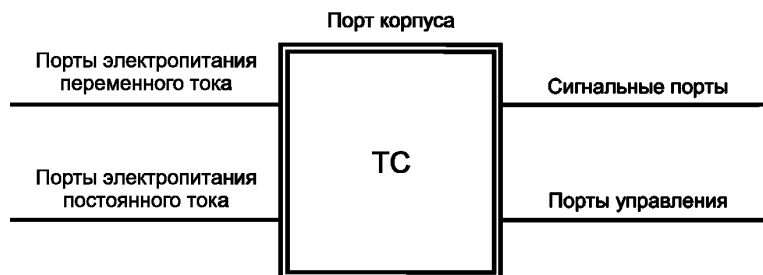 Порт корпуса
Порты электропитания
переменного тока
Сигнальные порты
ТС
Порты электропитания
постоянного тока
Порты управления